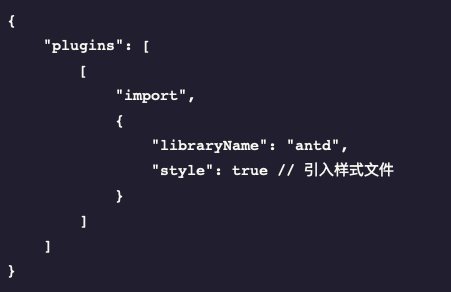 {
    "plugins": [
        [
            "import",
            {
                "libraryName": "antd",
                "style": true // 引入样式文件
            }
        ]
    ]
}